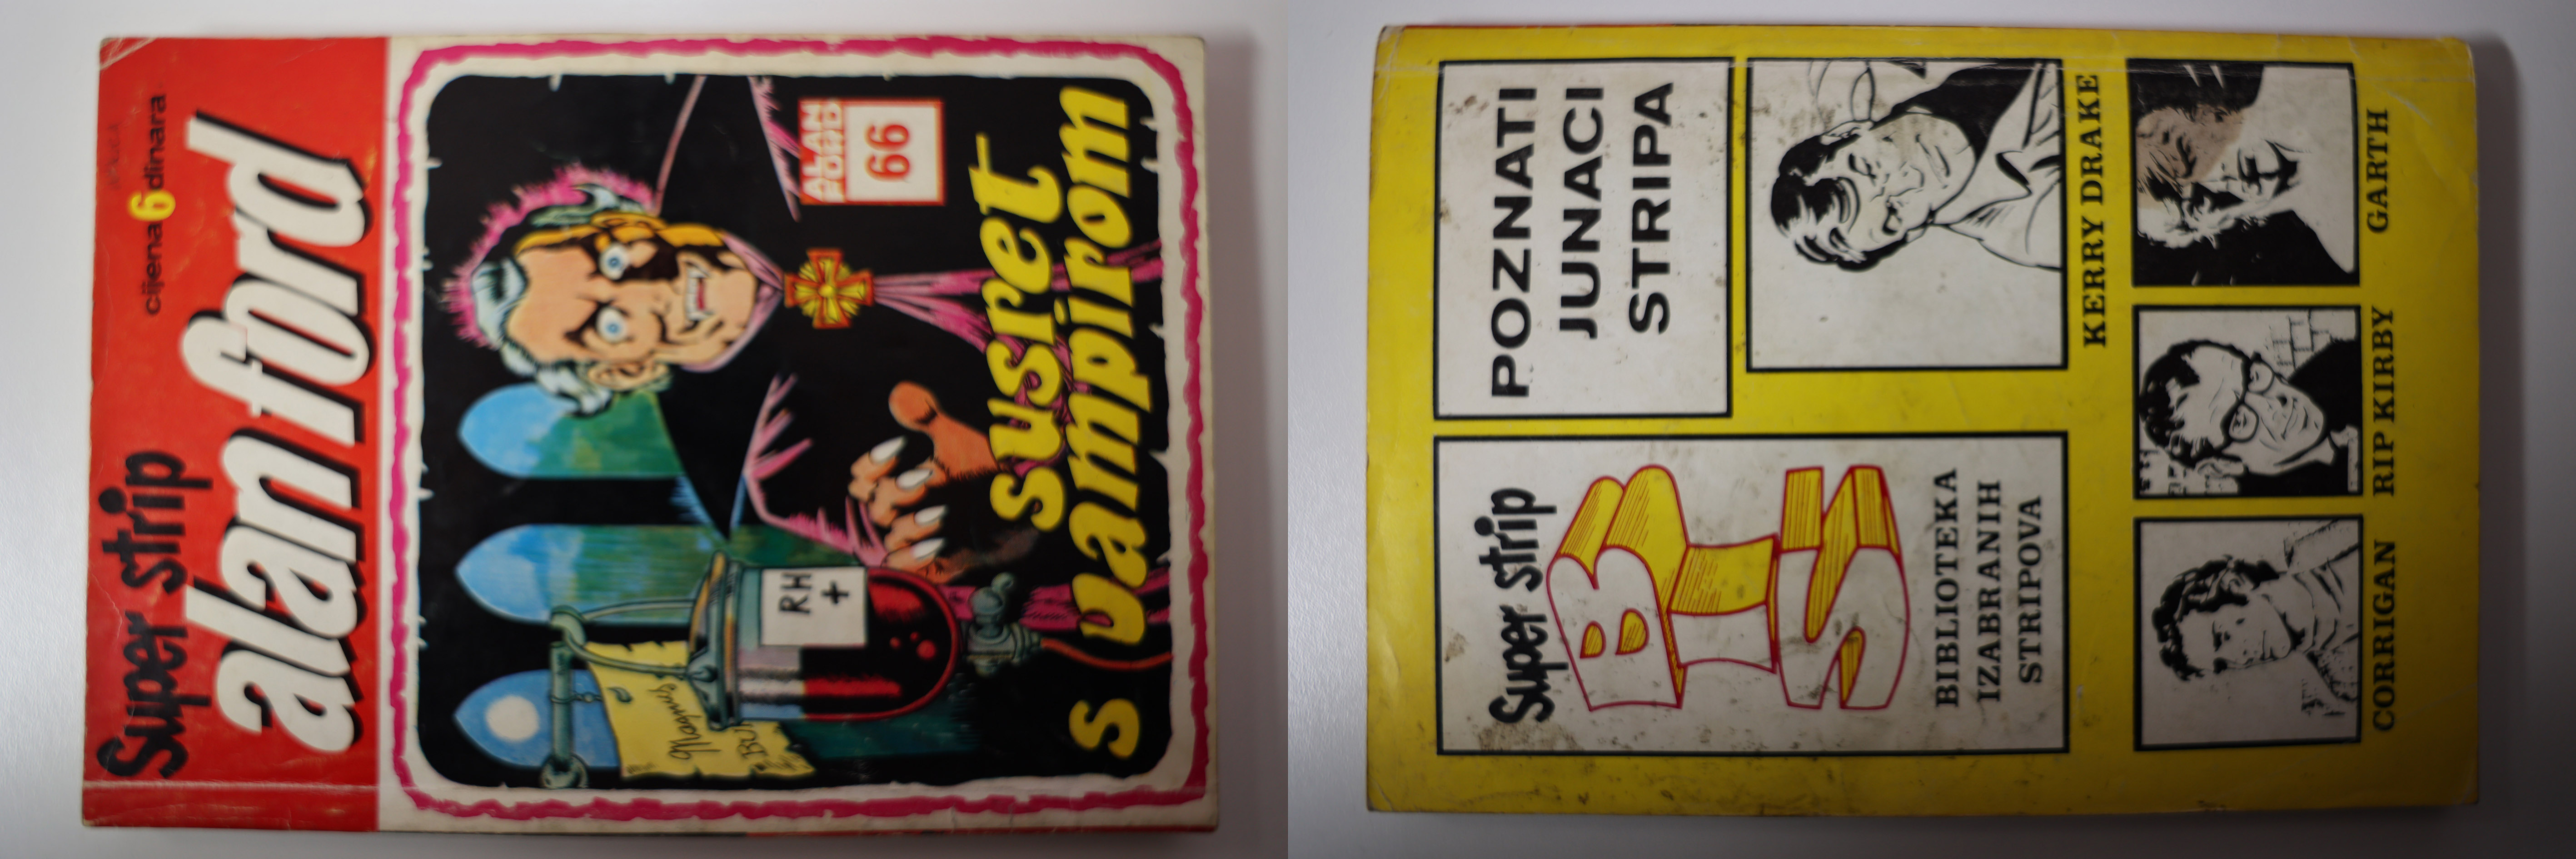 cijena 6 dinara
Super strip
alan ford
ALAN
FORD
66
RH
+
Magnus
susret
s vampirom
POZNATI
JUNACI
STRIPA
Super strip
BIS
BIBLIOTEKA
IZABRANIH
STRIPOVA
KERRY DRAKE
CORRIGAN
RIP KIRBY
GARTH